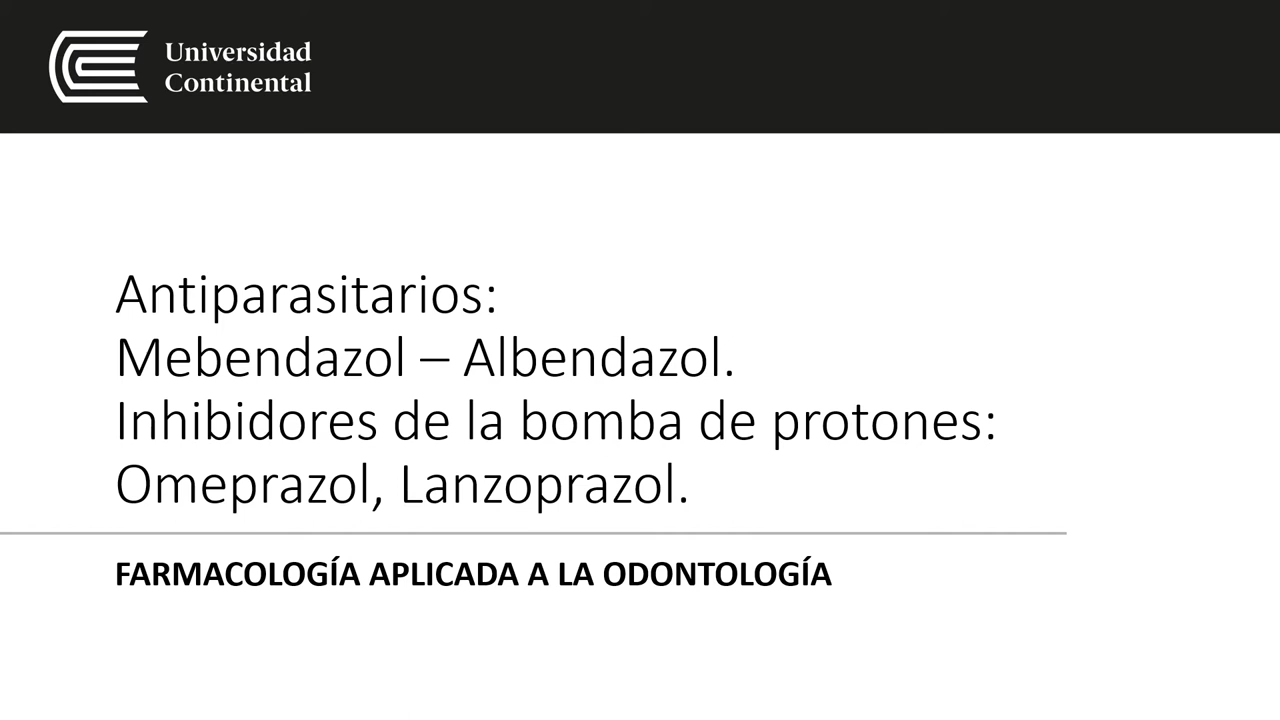 Universidad
Continental
Antiparasitarios:
Mebendazol – Albendazol.
Inhibidores de la bomba de protones:
Omeprazol, Lanzoprazol.
FARMACOLOGÍA APLICADA A LA ODONTOLOGÍA